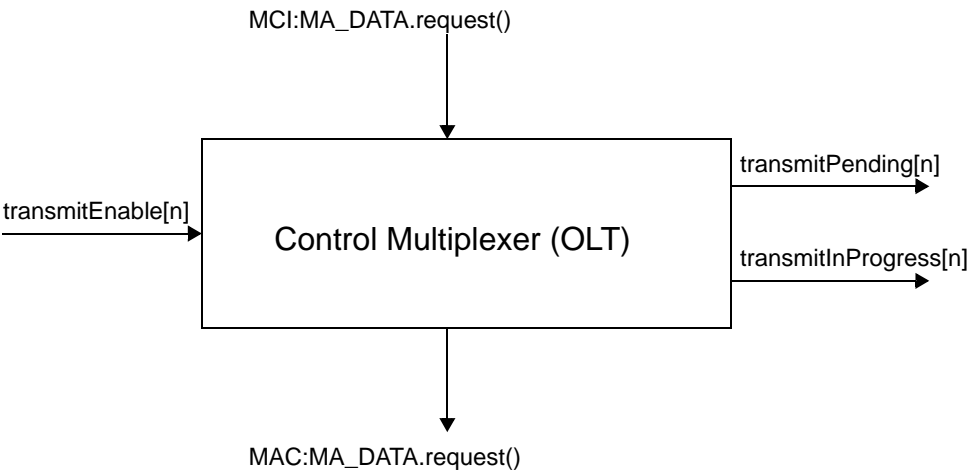 MCI:MA_DATA.request()
transmitPending[n]
transmitEnable[n]
Control Multiplexer (OLT)
transmitInProgress[n]
MAC:MA_DATA.request()